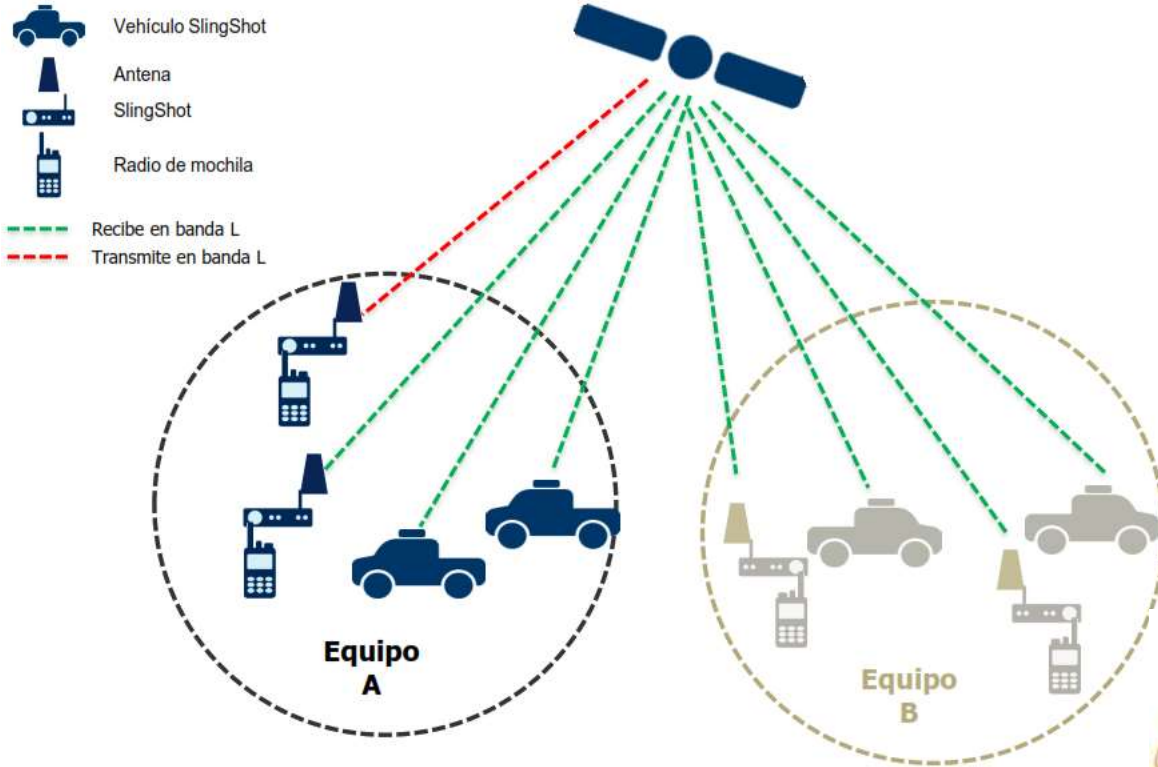 Vehículo SlingShot
Antena
SlingShot
Radio de mochila
Recibe en banda L
Transmite en banda L
Equipo
A
Equipo
B